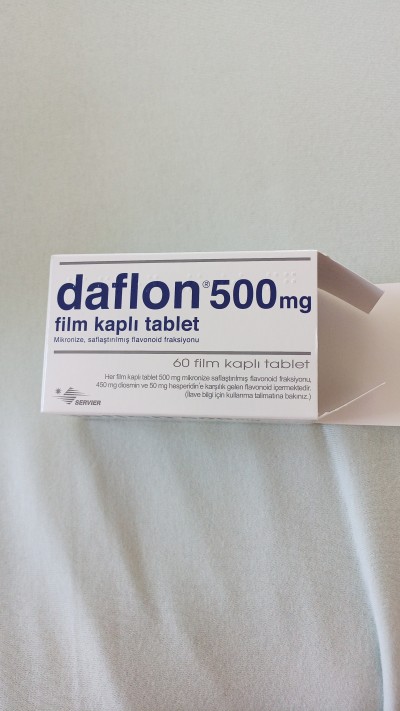 daflon® 500 mg
film kaplı tablet
Mikronize, saflaştırılmış flavonoid fraksiyonu
60 film kaplı tablet
Her film kaplı tablet 500 mg mikronize saflaştırılmış flavonoid fraksiyonu,
450 mg diosmin ve 50 mg hesperidin'e karşılık gelen flavonoid içermektedir.
(İlave bilgi için kullanma talimatına bakınız.)
SERVIER